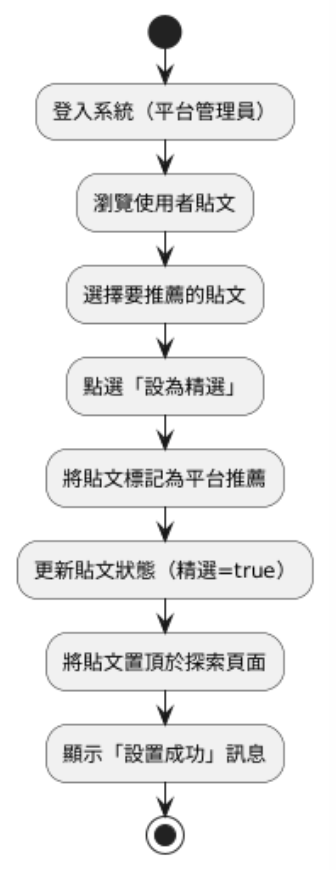 登入系統（平台管理員）
瀏覽使用者貼文
選擇要推薦的貼文
點選「設為精選」
將貼文標記為平台推薦
更新貼文狀態（精選=true）
將貼文置頂於探索頁面
顯示「設置成功」訊息